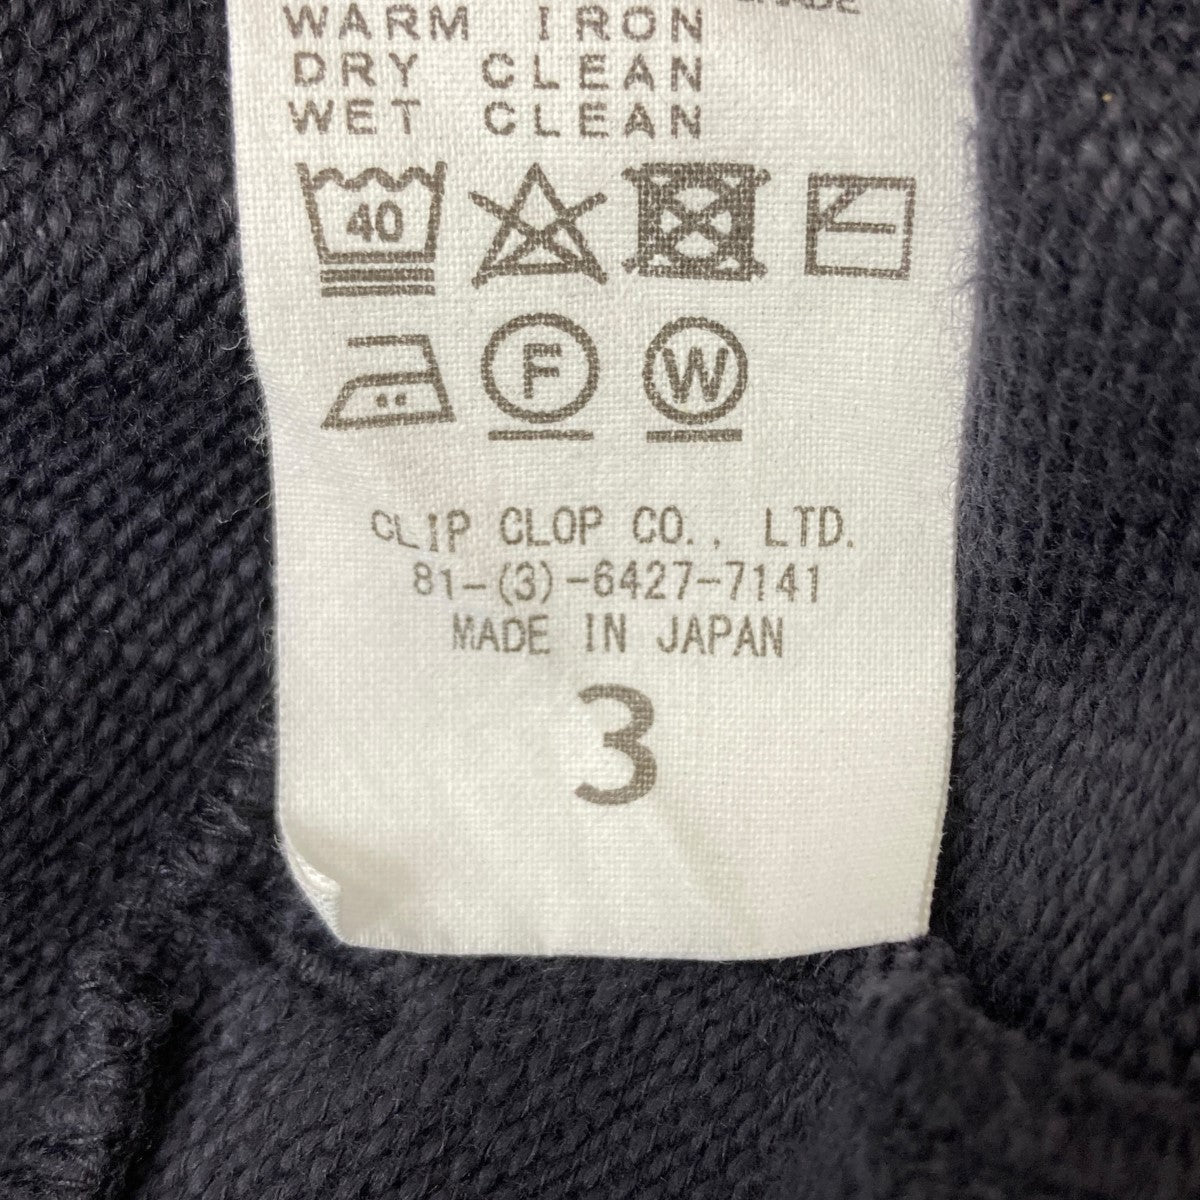 WARM IRON
DRY CLEAN
WET CLEAN
40
F W
CLIP CLOP CO., LTD.
81-(3)-6427-7141
MADE IN JAPAN
3